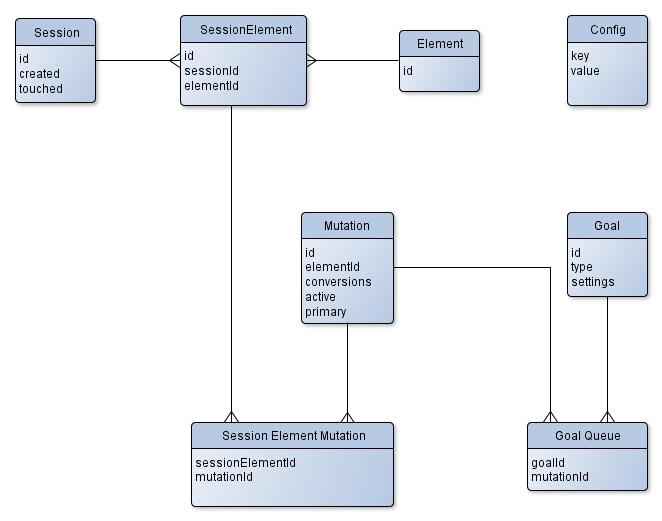 Session
id
created
touched
SessionElement
id
sessionId
elementId
Element
id
Config
key
value
Mutation
id
elementId
conversions
active
primary
Goal
id
type
settings
Session Element Mutation
sessionElementId
mutationId
Goal Queue
goalId
mutationId